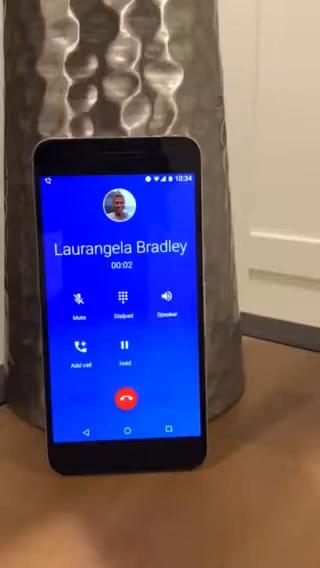 10:34
Laurangela Bradley
00:02
Mute
Dialpad
Speaker
Add call
Hold